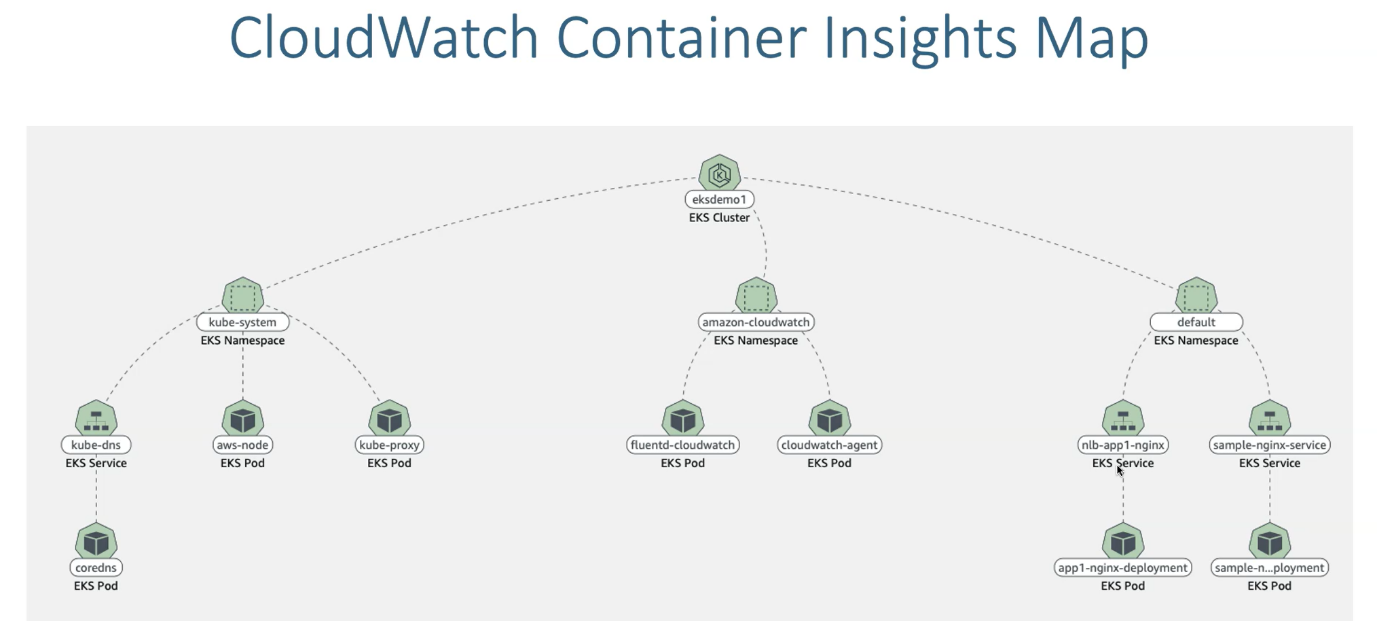 CloudWatch Container Insights Map
eksdemo1
EKS Cluster
kube-system
EKS Namespace
amazon-cloudwatch
EKS Namespace
default
EKS Namespace
kube-dns
EKS Service
aws-node
EKS Pod
kube-proxy
EKS Pod
fluentd-cloudwatch
EKS Pod
cloudwatch-agent
EKS Pod
nlb-app1-nginx
EKS Service
sample-nginx-service
EKS Service
coredns
EKS Pod
app1-nginx-deployment
EKS Pod
sample-n...ployment
EKS Pod